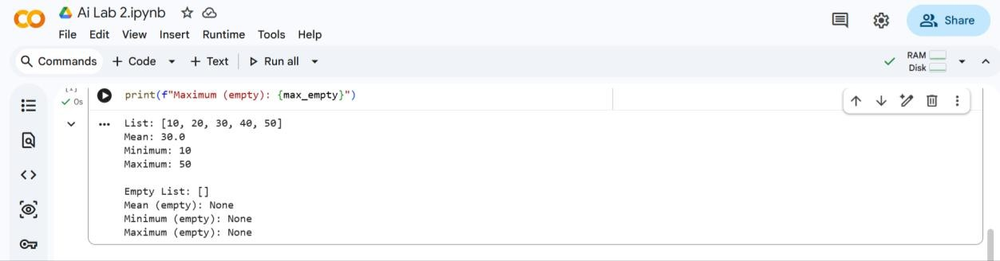 Ai Lab 2.ipynb
File Edit View Insert Runtime Tools Help
Share
Commands + Code + Text Run all
RAM
Disk
[1]
0s
print(f"Maximum (empty): {max_empty}")
List: [10, 20, 30, 40, 50]
Mean: 30.0
Minimum: 10
Maximum: 50
Empty List: []
Mean (empty): None
Minimum (empty): None
Maximum (empty): None